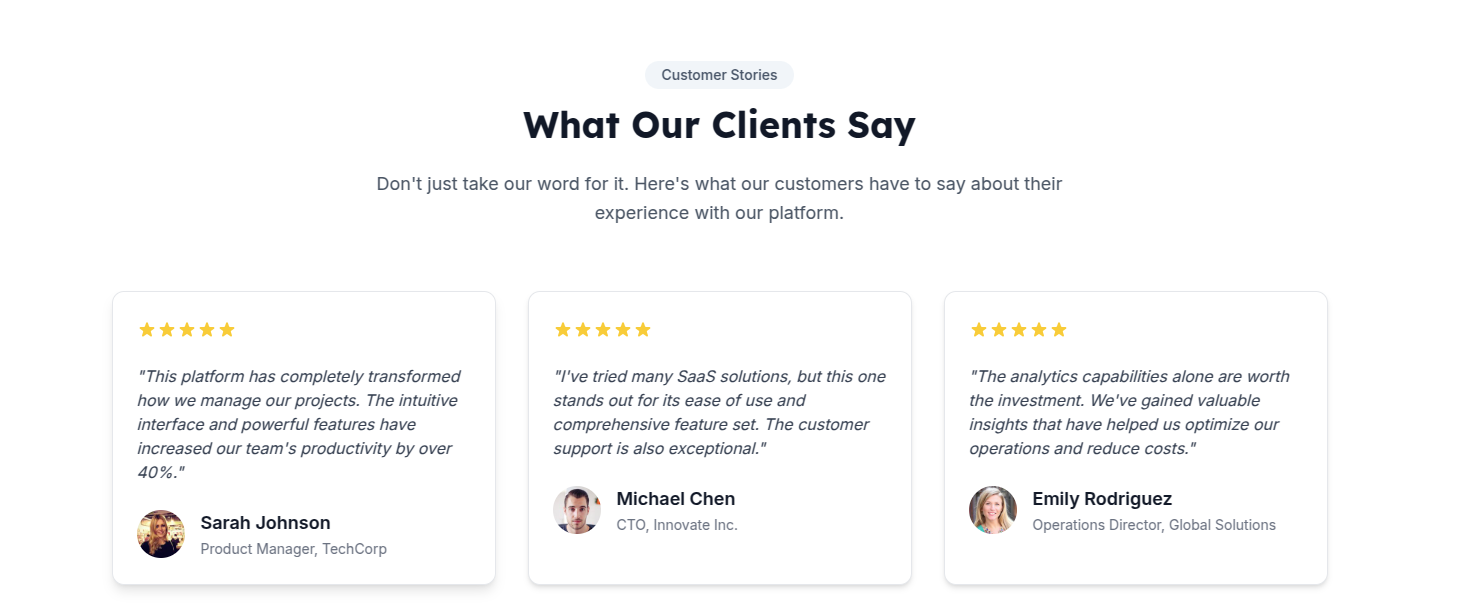 Customer Stories
What Our Clients Say
Don't just take our word for it. Here's what our customers have to say about their
experience with our platform.
"This platform has completely transformed
how we manage our projects. The intuitive
interface and powerful features have
increased our team's productivity by over
40%."
Sarah Johnson
Product Manager, TechCorp
"I've tried many SaaS solutions, but this one
stands out for its ease of use and
comprehensive feature set. The customer
support is also exceptional."
Michael Chen
CTO, Innovate Inc.
"The analytics capabilities alone are worth
the investment. We've gained valuable
insights that have helped us optimize our
operations and reduce costs."
Emily Rodriguez
Operations Director, Global Solutions